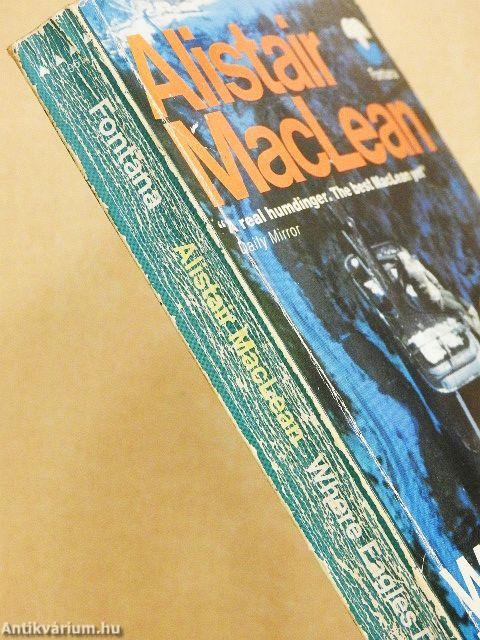 Alistair
MacLean
Fontana
"A real humdinger. The best MacLean yet"
Daily Mirror
W
Fontana
Alistair MacLean
Where Eagles
Antikvárium.hu